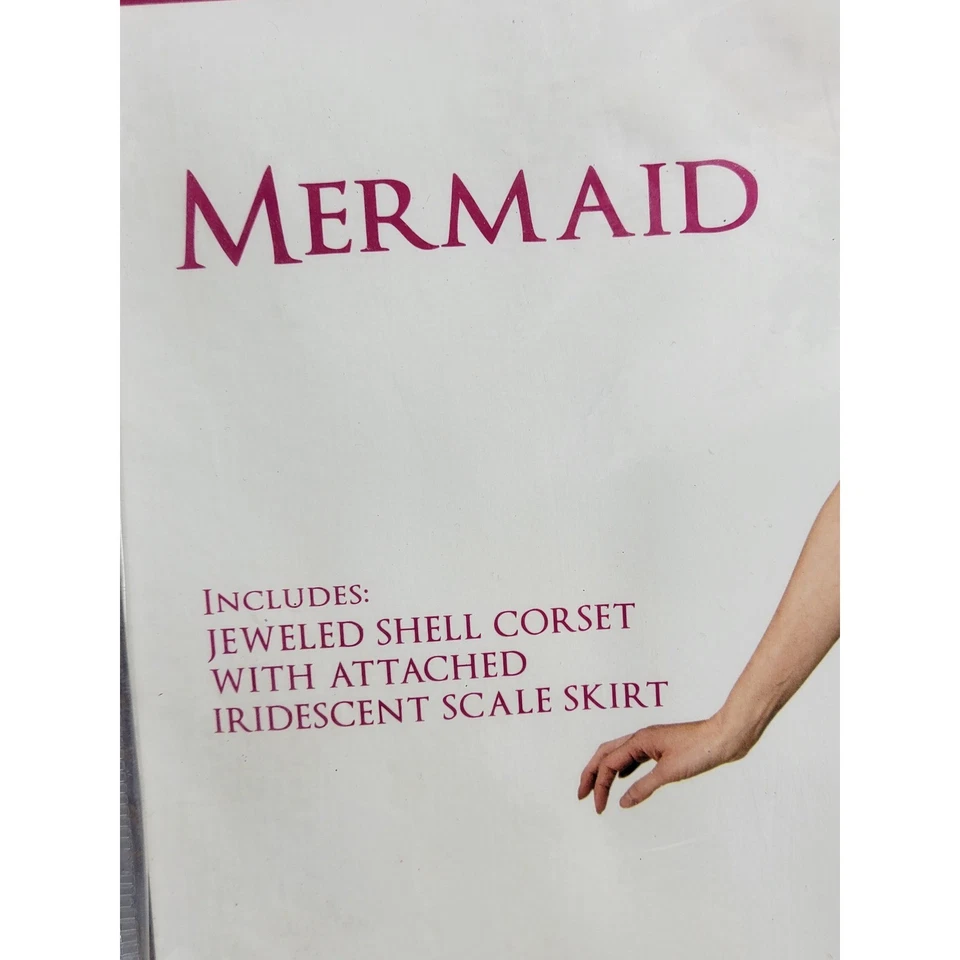 MERMAID
INCLUDES:
JEWELED SHELL CORSET
WITH ATTACHED
IRIDESCENT SCALE SKIRT